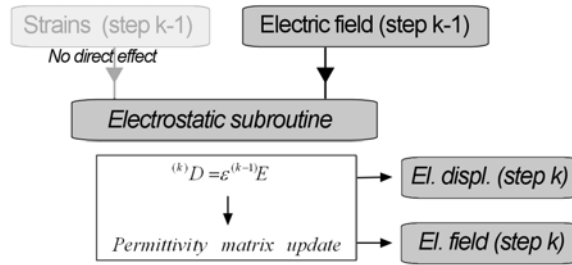 Strains (step k-1)
Electric field (step k-1)
No direct effect
Electrostatic subroutine
⁽ᵏ⁾D = ε⁽ᵏ⁻¹⁾E
El. displ. (step k)
Permittivity matrix update
El. field (step k)